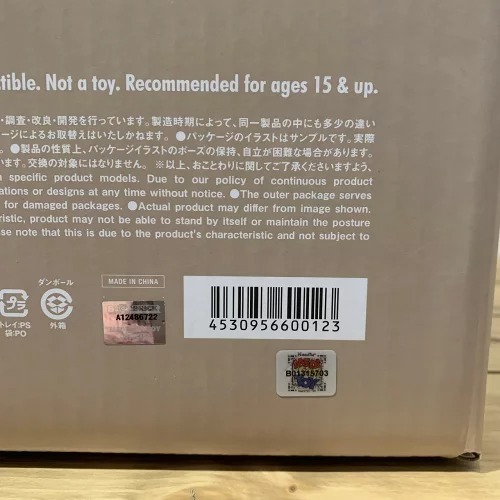 ctible. Not a toy. Recommended for ages 15 & up.
・調査・改良・開発を行っています。製造時期によって、同一製品の中にも多少の違い
ージによるお取替えはいたしかねます。●パッケージのイラストはサンプルです。実際
●製品の性質上、パッケージイラストのポーズの保持、自立が困難な場合があります。
います。交換の対象にはなりません。※以上、おことわりに関してご了承くださいますよう、
n specific product models. Due to our policy of continuous product
ations or designs at any time without notice. ●The outer package serves
for damaged packages. ●Actual product may differ from image shown.
ristic, product may not be able to stand by itself or maintain the posture
se note that this is due to the product's characteristic and not subject to
ダンボール
MADE IN CHINA
プラ
トレイ:PS
袋:PO
外箱
A12486722
4530956600123
B01315703